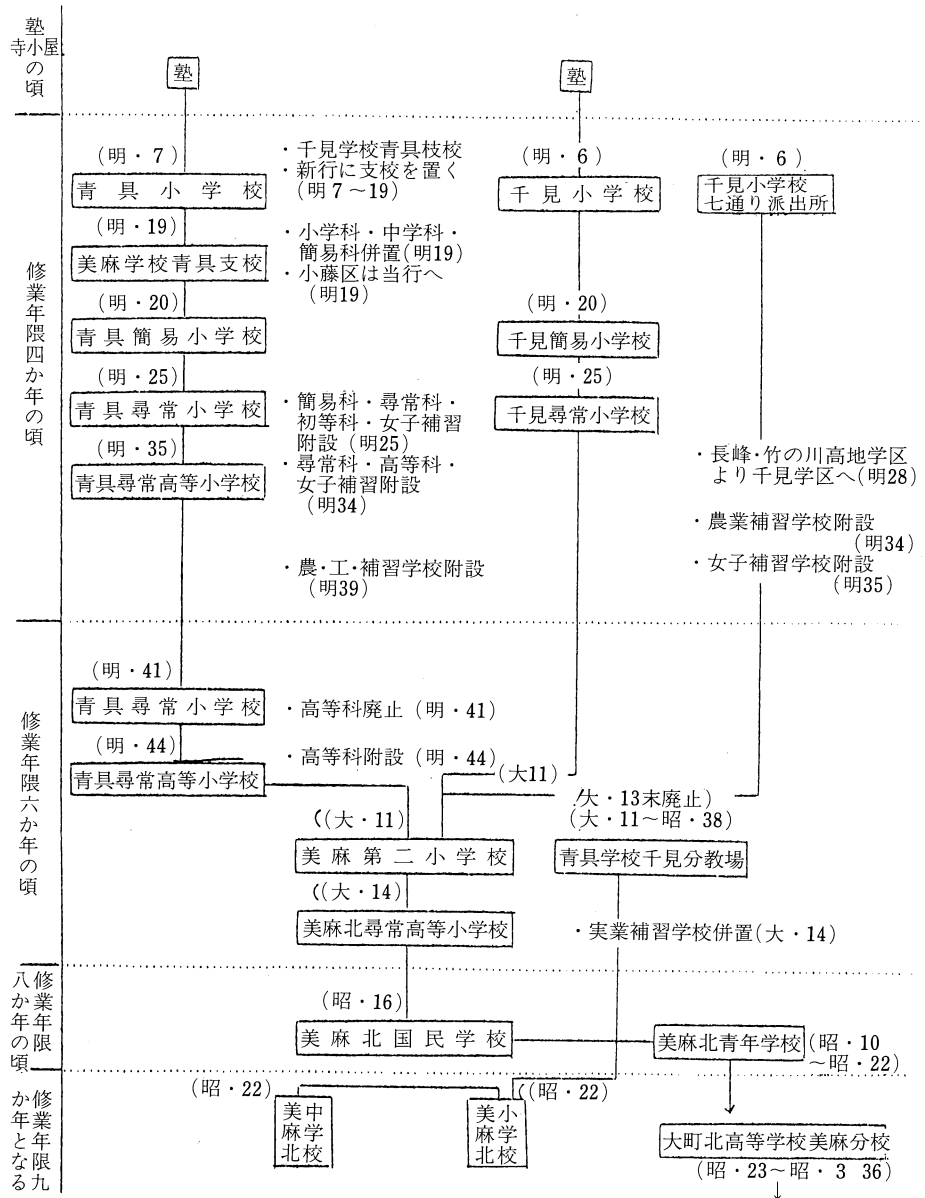 塾
寺小屋
の頃
塾
塾
修業年限四か年の頃
(明・7)
青具小学校
・千見学校青具枝校
・新行に支校を置く
(明7〜19)
(明・6)
千見小学校
(明・6)
千見小学校
七通り派出所
(明・19)
美麻学校青具支校
・小学科・中学科・
簡易科併置(明19)
・小藤区は当行へ
(明19)
(明・20)
青具簡易小学校
(明・20)
千見簡易小学校
(明・25)
青具尋常小学校
(明・25)
千見尋常小学校
・簡易科・尋常科・
初等科・女子補習
附設(明25)
・尋常科・高等科・
女子補習附設
(明34)
(明・35)
青具尋常高等小学校
・長峰・竹の川高地学区
より千見学区へ(明28)
・農業補習学校附設
(明34)
・女子補習学校附設
(明35)
・農・工・補習学校附設
(明39)
修業年限六か年の頃
(明・41)
青具尋常小学校
・高等科廃止(明・41)
(明・44)
・高等科附設(明・44)
青具尋常高等小学校
(大11)
(大・13末廃止)
(大・11〜昭・38)
((大・11)
美麻第二小学校
青具学校千見分教場
((大・14)
美麻北尋常高等小学校
・実業補習学校併置(大・14)
修業年限
八か年の頃
(昭・16)
美麻北国民学校
美麻北青年学校
(昭・10
〜昭・22)
修業年限九
か年となる
(昭・22)
美麻北
中学校
((昭・22)
美麻北
小学校
大町北高等学校美麻分校
(昭・23〜昭・3 36)